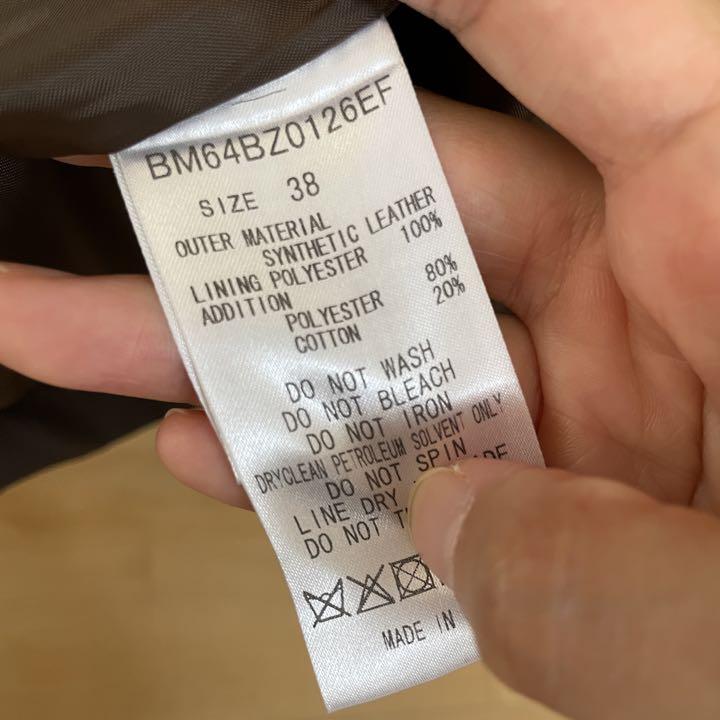 BM64BZ0126EF
SIZE 38
OUTER MATERIAL
SYNTHETIC LEATHER
LINING POLYESTER 100%
ADDITION
POLYESTER 80%
COTTON 20%
DO NOT WASH
DO NOT BLEACH
DO NOT IRON
DRYCLEAN PETROLEUM SOLVENT ONLY
DO NOT SPIN
LINE DRY
DO NOT
MADE IN